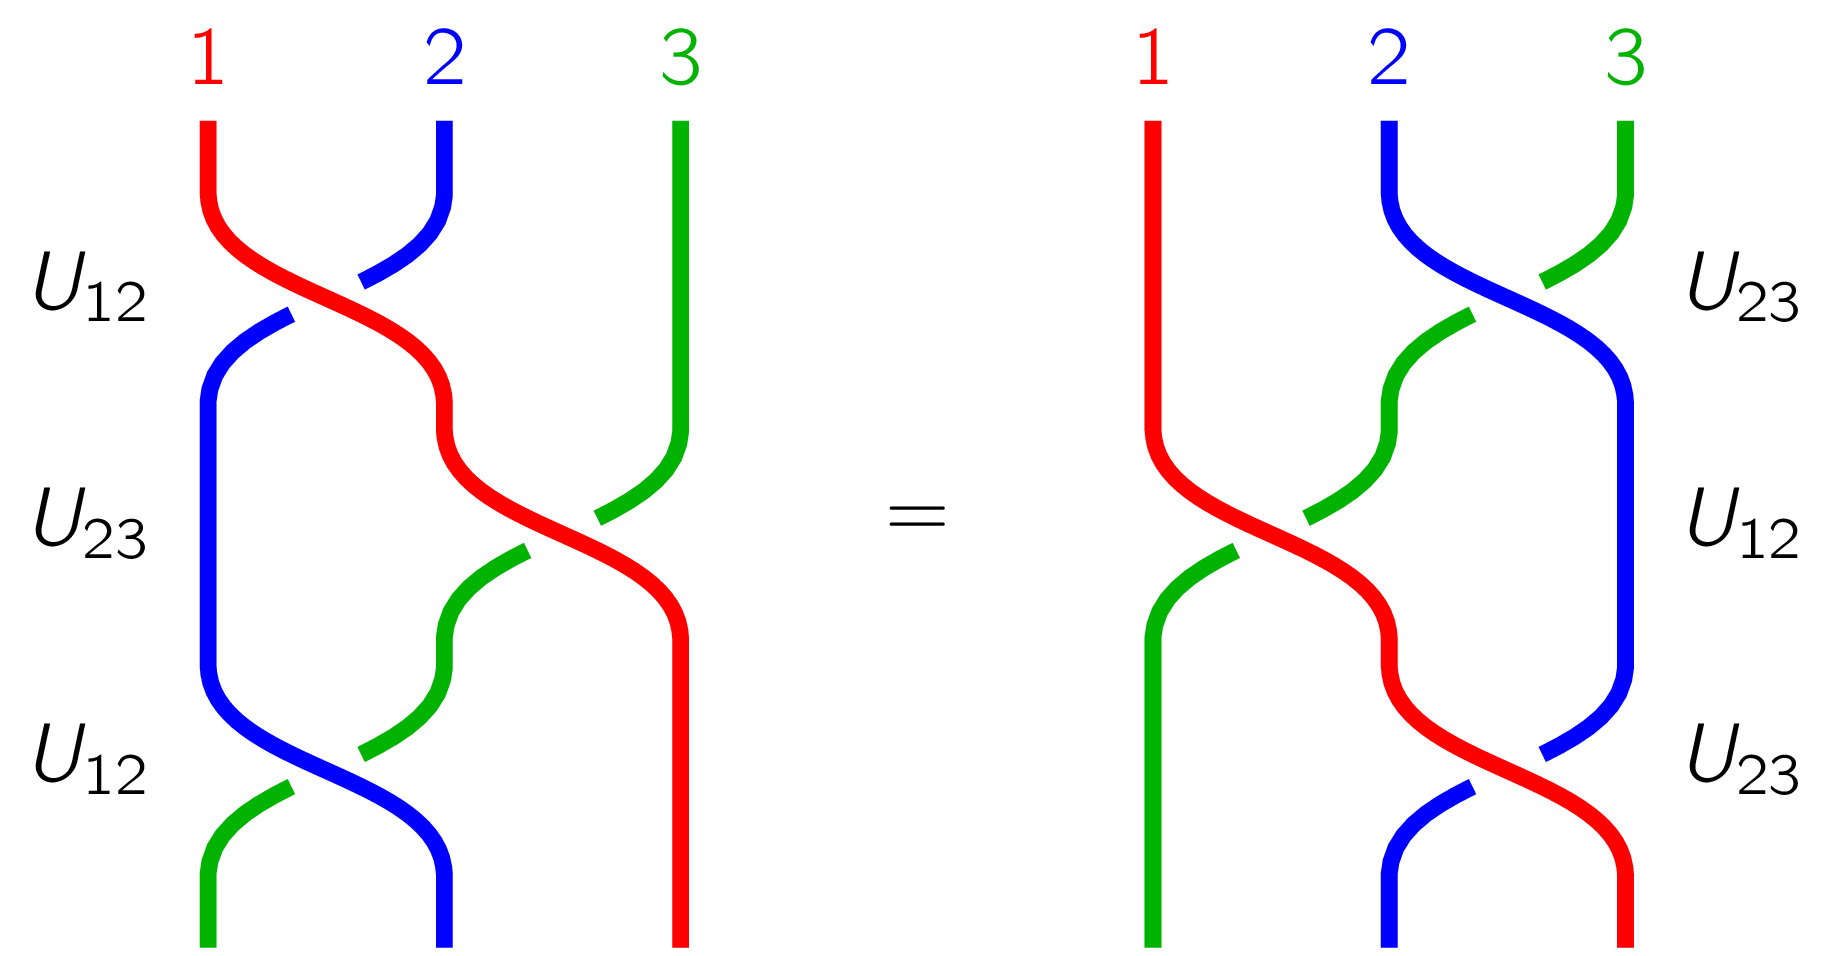 1 2 3 1 2 3
U₁₂ U₂₃
U₂₃ = U₁₂
U₁₂ U₂₃